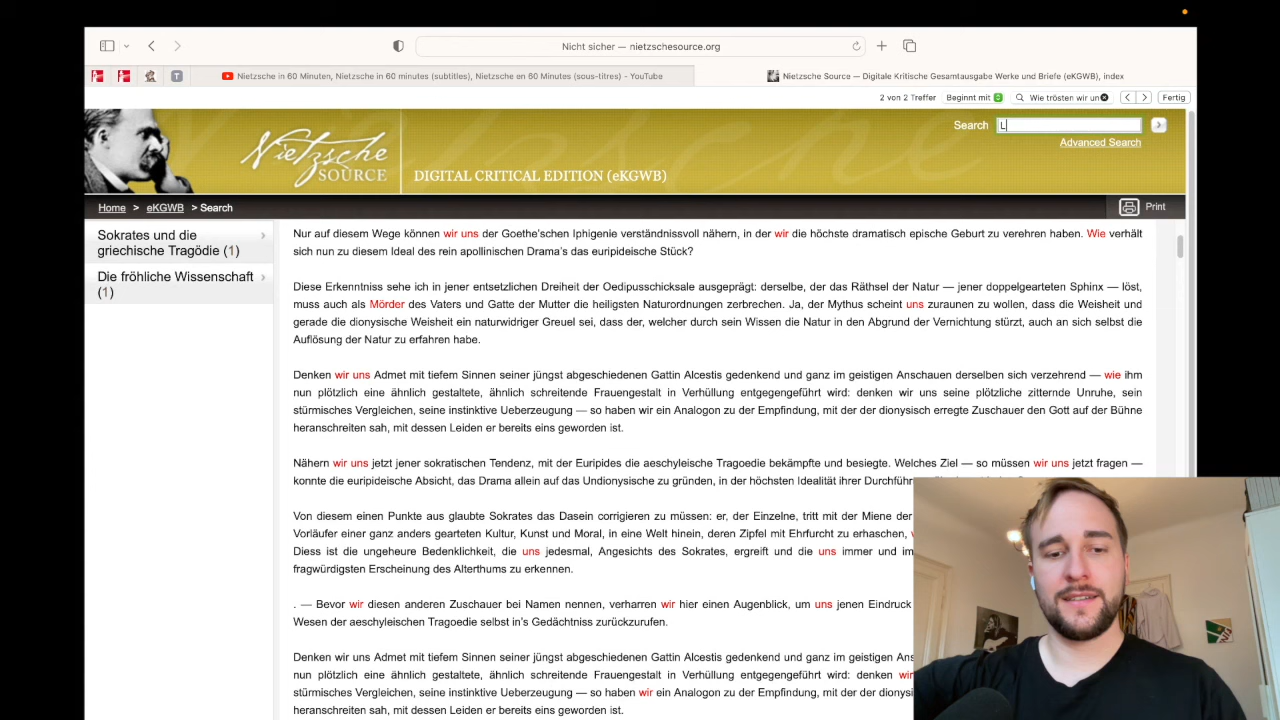 Nicht sicher — nietzschesource.org
Nietzsche in 60 Minuten, Nietzsche in 60 minutes (subtitles), Nietzsche en 60 Minutes (sous-titres) - YouTube
Nietzsche Source — Digitale Kritische Gesamtausgabe Werke und Briefe (eKGWB), index
2 von 2 Treffer Beginnt mit Wie trösten wir un Fertig
Search L
Advanced Search
Nietzsche
SOURCE
DIGITAL CRITICAL EDITION (eKGWB)
Home > eKGWB > Search
Print
Sokrates und die
griechische Tragödie (1)
Die fröhliche Wissenschaft
(1)
Nur auf diesem Wege können wir uns der Goethe'schen Iphigenie verständnissvoll nähern, in der wir die höchste dramatisch epische Geburt zu verehren haben. Wie verhält
sich nun zu diesem Ideal des rein apollinischen Drama's das euripideische Stück?
Diese Erkenntniss sehe ich in jener entsetzlichen Dreiheit der Oedipusschicksale ausgeprägt: derselbe, der das Räthsel der Natur — jener doppelgearteten Sphinx — löst,
muss auch als Mörder des Vaters und Gatte der Mutter die heiligsten Naturordnungen zerbrechen. Ja, der Mythus scheint uns zuraunen zu wollen, dass die Weisheit und
gerade die dionysische Weisheit ein naturwidriger Greuel sei, dass der, welcher durch sein Wissen die Natur in den Abgrund der Vernichtung stürzt, auch an sich selbst die
Auflösung der Natur zu erfahren habe.
Denken wir uns Admet mit tiefem Sinnen seiner jüngst abgeschiedenen Gattin Alcestis gedenkend und ganz im geistigen Anschauen derselben sich verzehrend — wie ihm
nun plötzlich eine ähnlich gestaltete, ähnlich schreitende Frauengestalt in Verhüllung entgegengeführt wird: denken wir uns seine plötzliche zitternde Unruhe, sein
stürmisches Vergleichen, seine instinktive Ueberzeugung — so haben wir ein Analogon zu der Empfindung, mit der der dionysisch erregte Zuschauer den Gott auf der Bühne
heranschreiten sah, mit dessen Leiden er bereits eins geworden ist.
Nähern wir uns jetzt jener sokratischen Tendenz, mit der Euripides die aeschyleische Tragoedie bekämpfte und besiegte. Welches Ziel — so müssen wir uns jetzt fragen —
konnte die euripideische Absicht, das Drama allein auf das Undionysische zu gründen, in der höchsten Idealität ihrer Durchführ
Von diesem einen Punkte aus glaubte Sokrates das Dasein corrigieren zu müssen: er, der Einzelne, tritt mit der Miene der
Vorläufer einer ganz anders gearteten Kultur, Kunst und Moral, in eine Welt hinein, deren Zipfel mit Ehrfurcht zu erhaschen,
Diess ist die ungeheure Bedenklichkeit, die uns jedesmal, Angesichts des Sokrates, ergreift und die uns immer und im
fragwürdigsten Erscheinung des Alterthums zu erkennen.
. — Bevor wir diesen anderen Zuschauer bei Namen nennen, verharren wir hier einen Augenblick, um uns jenen Eindruck
Wesen der aeschyleischen Tragoedie selbst in's Gedächtniss zurückzurufen.
Denken wir uns Admet mit tiefem Sinnen seiner jüngst abgeschiedenen Gattin Alcestis gedenkend und ganz im geistigen Ans
nun plötzlich eine ähnlich gestaltete, ähnlich schreitende Frauengestalt in Verhüllung entgegengeführt wird: denken wir
stürmisches Vergleichen, seine instinktive Ueberzeugung — so haben wir ein Analogon zu der Empfindung, mit der der dionysi
heranschreiten sah, mit dessen Leiden er bereits eins geworden ist.